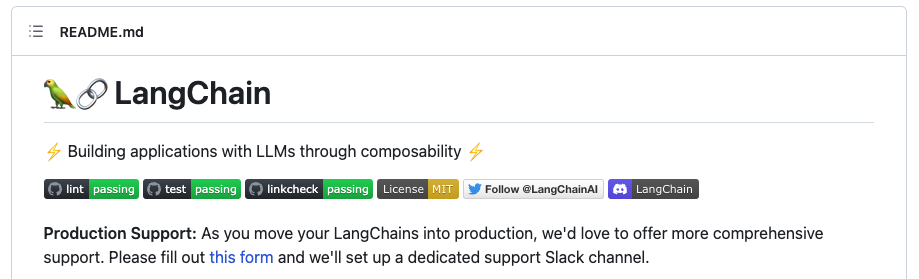 README.md
🦜🔗 LangChain
⚡ Building applications with LLMs through composability ⚡
lint passing test passing linkcheck passing License MIT Follow @LangChainAI LangChain
Production Support: As you move your LangChains into production, we'd love to offer more comprehensive
support. Please fill out this form and we'll set up a dedicated support Slack channel.